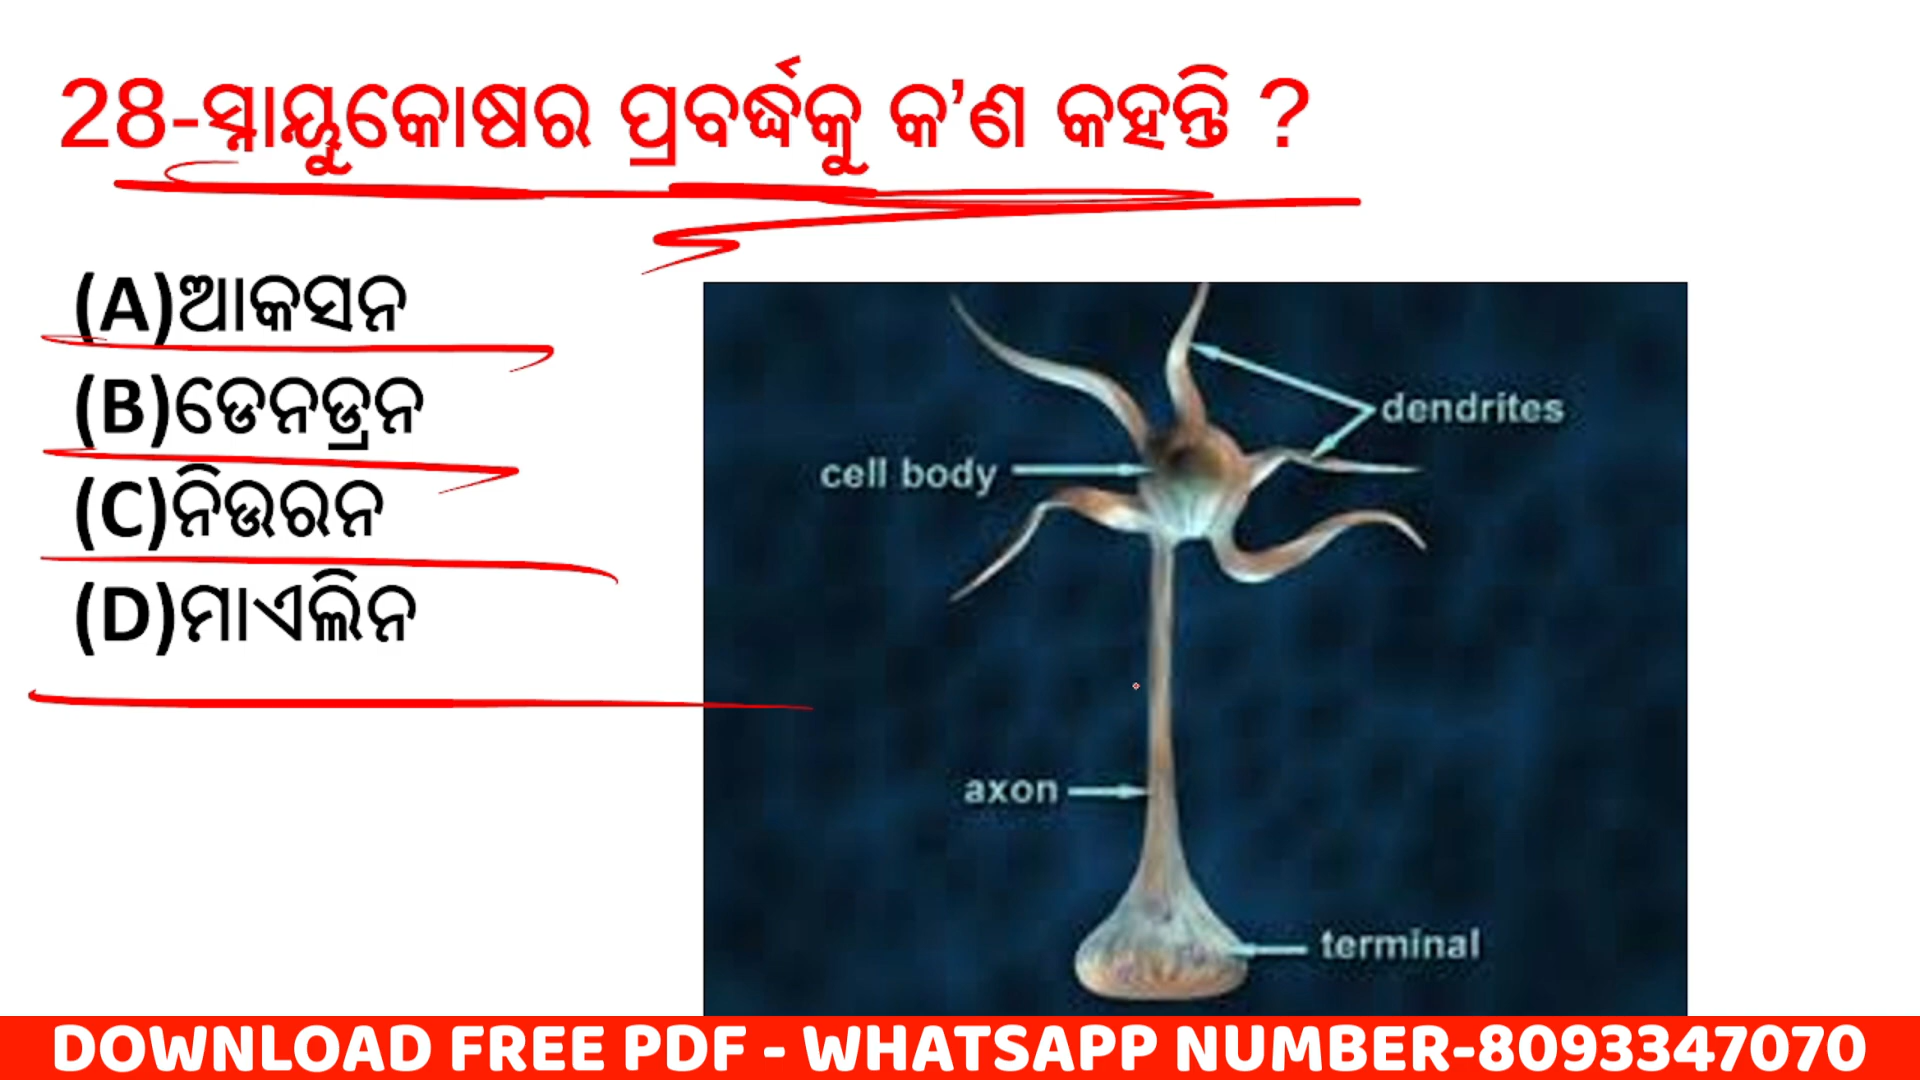 28-ସ୍ନାୟୁକୋଷର ପ୍ରବର୍ଦ୍ଧକୁ କ’ଣ କହନ୍ତି ?
(A)ଆକସନ
(B)ଡେନଡ୍ରନ
(C)ନିଉରନ
(D)ମାଏଲିନ
dendrites
cell body
axon
terminal
DOWNLOAD FREE PDF - WHATSAPP NUMBER-8093347070